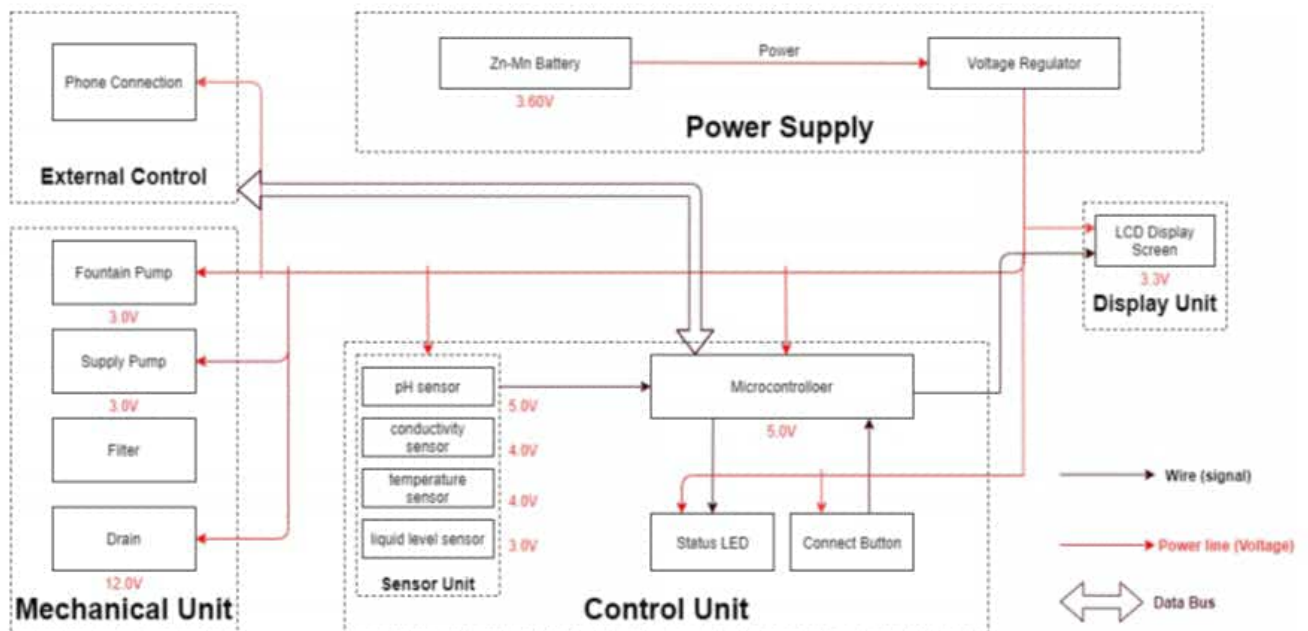 Phone Connection
External Control
Zn-Mn Battery
3.60V
Power
Voltage Regulator
Power Supply
Fountain Pump
3.0V
Supply Pump
3.0V
Filter
Drain
12.0V
Mechanical Unit
LCD Display
Screen
3.3V
Display Unit
pH sensor
5.0V
conductivity
sensor
4.0V
temperature
sensor
4.0V
liquid level sensor
3.0V
Sensor Unit
Microcontrolloer
5.0V
Status LED
Connect Button
Control Unit
Wire (signal)
Power line (Voltage)
Data Bus